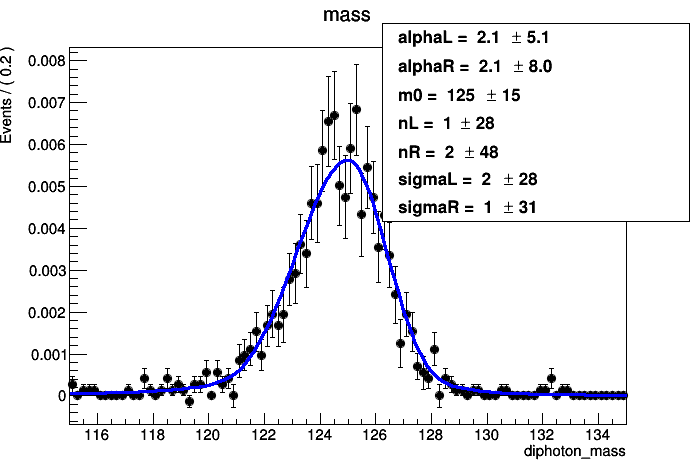 mass
alphaL = 2.1 ± 5.1
alphaR = 2.1 ± 8.0
m0 = 125 ± 15
nL = 1 ± 28
nR = 2 ± 48
sigmaL = 2 ± 28
sigmaR = 1 ± 31
Events / ( 0.2 )
0.008
0.007
0.006
0.005
0.004
0.003
0.002
0.001
0
116 118 120 122 124 126 128 130 132 134
diphoton_mass